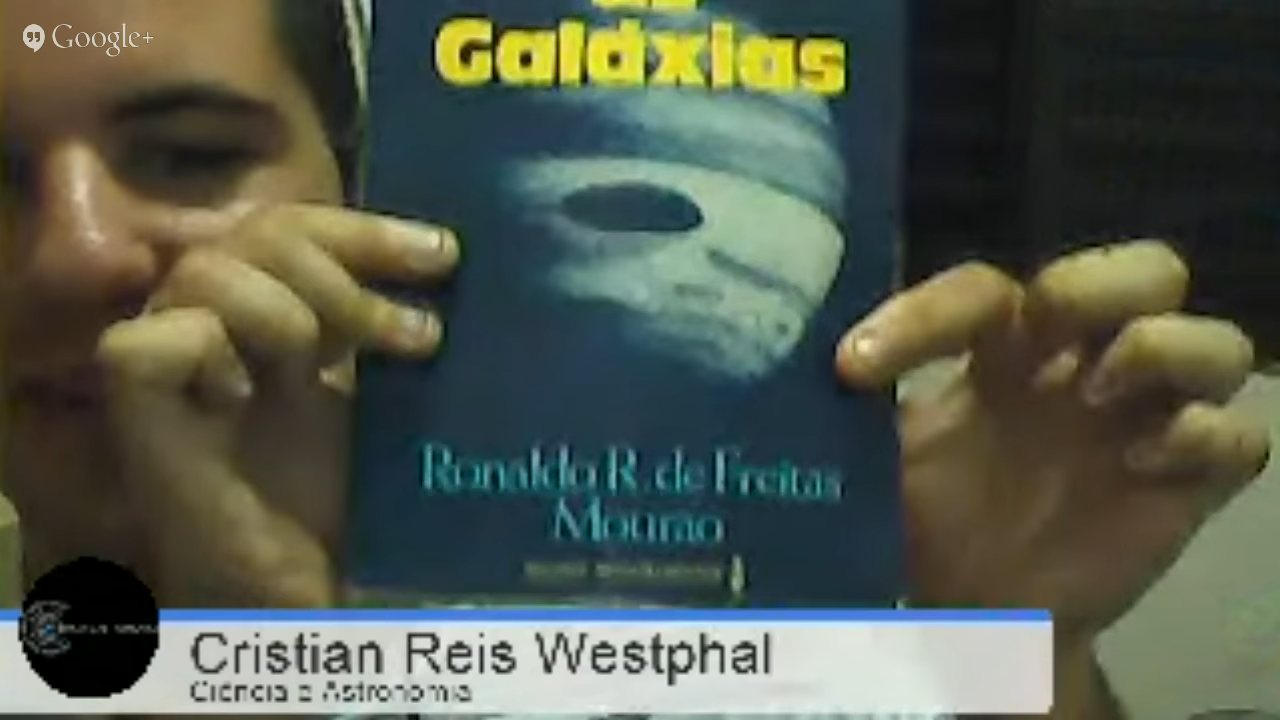 Google+
Galáxias
Ronaldo R. de Freitas
Mourão
Cristian Reis Westphal
Ciência e Astronomia